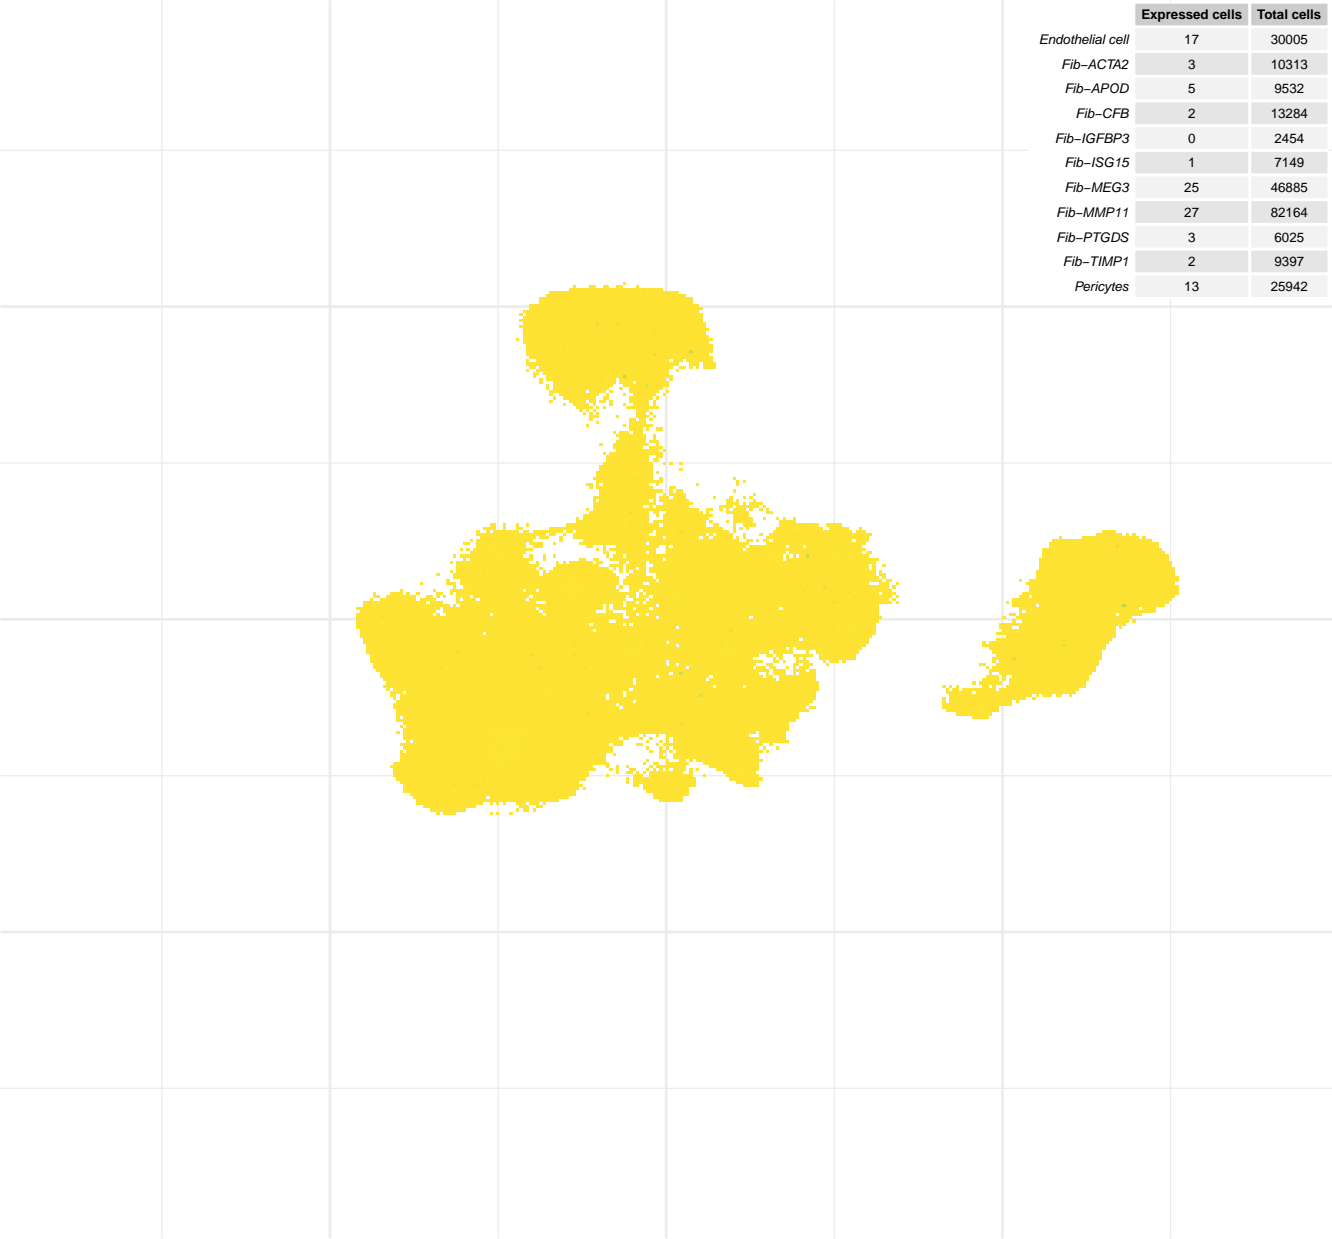 Expressed cells Total cells
Endothelial cell 17 30005
Fib−ACTA2 3 10313
Fib−APOD 5 9532
Fib−CFB 2 13284
Fib−IGFBP3 0 2454
Fib−ISG15 1 7149
Fib−MEG3 25 46885
Fib−MMP11 27 82164
Fib−PTGDS 3 6025
Fib−TIMP1 2 9397
Pericytes 13 25942